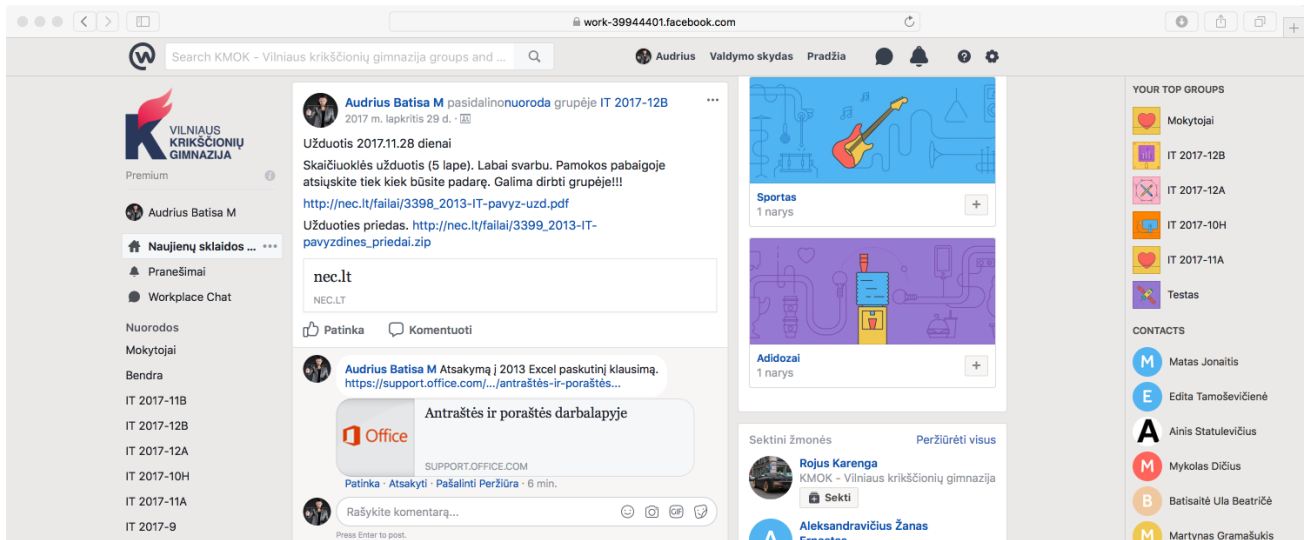 work-39944401.facebook.com
Search KMOK - Vilniaus krikščionių gimnazija groups and ...
Audrius Valdymo skydas Pradžia
VILNIAUS
KRIKŠČIONIŲ
GIMNAZIJA
Premium
Audrius Batisa M
Naujienų sklaidos ...
Pranešimai
Workplace Chat
Nuorodos
Mokytojai
Bendra
IT 2017-11B
IT 2017-12B
IT 2017-12A
IT 2017-10H
IT 2017-11A
IT 2017-9
Audrius Batisa M pasidalinonuoroda grupėje IT 2017-12B
2017 m. lapkritis 29 d. ·
Užduotis 2017.11.28 dienai
Skaičiuoklės užduotis (5 lape). Labai svarbu. Pamokos pabaigoje
atsiųskite tiek kiek būsite padarę. Galima dirbti grupėje!!!
http://nec.lt/failai/3398_2013-IT-pavyz-uzd.pdf
Užduoties priedas. http://nec.lt/failai/3399_2013-IT-
pavyzdines_priedai.zip
nec.lt
NEC.LT
Patinka Komentuoti
Audrius Batisa M Atsakymą į 2013 Excel paskutinį klausimą.
https://support.office.com/.../antraštės-ir-poraštės...
Office
Antraštės ir poraštės darbalapyje
SUPPORT.OFFICE.COM
Patinka · Atsakyti · Pašalinti Peržiūra · 6 min.
Rašykite komentarą...
GIF
Press Enter to post.
Sportas
1 narys
Adidozai
1 narys
Sektini žmonės Peržiūrėti visus
Rojus Karenga
KMOK - Vilniaus krikščionių gimnazija
Sekti
Aleksandravičius Žanas
Ernestas
YOUR TOP GROUPS
Mokytojai
IT 2017-12B
IT 2017-12A
IT 2017-10H
IT 2017-11A
Testas
CONTACTS
M Matas Jonaitis
E Edita Tamoševičienė
A Ainis Statulevičius
M Mykolas Dičius
B Batisaitė Ula Beatričė
M Martynas Gramašukis